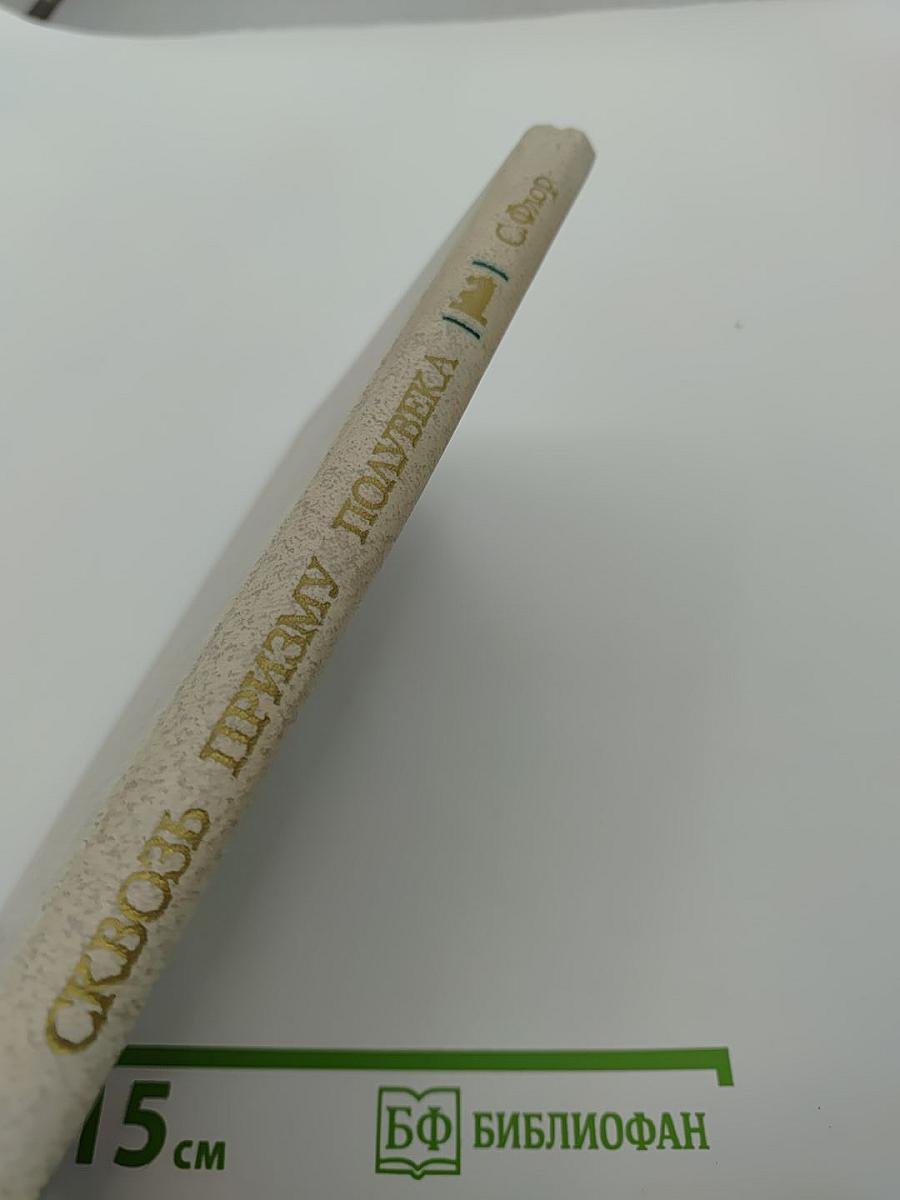 СКВОЗЬ ПРИЗМУ ПОЛУВЕКА С. Флор
15 см
БФ БИБЛИОФАН